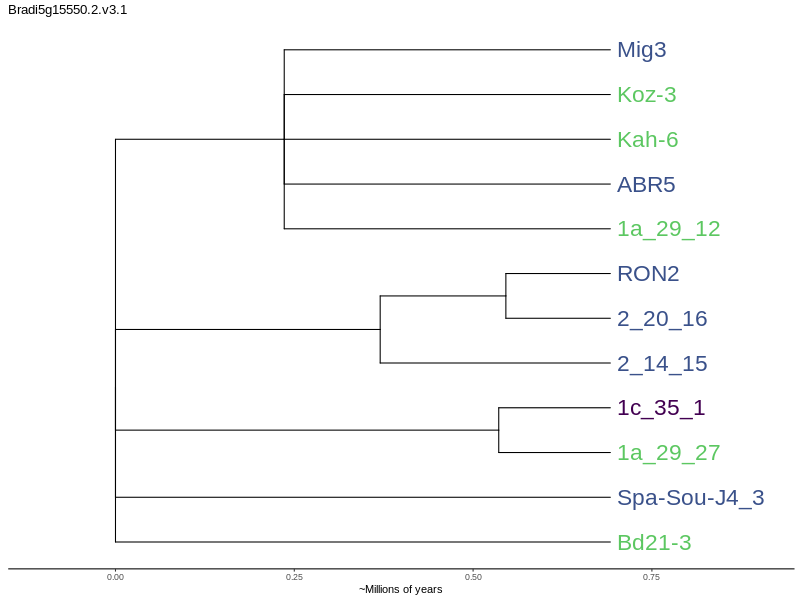 Bradi5g15550.2.v3.1
Mig3
Koz-3
Kah-6
ABR5
1a_29_12
RON2
2_20_16
2_14_15
1c_35_1
1a_29_27
Spa-Sou-J4_3
Bd21-3
0.00 0.25 0.50 0.75
~Millions of years